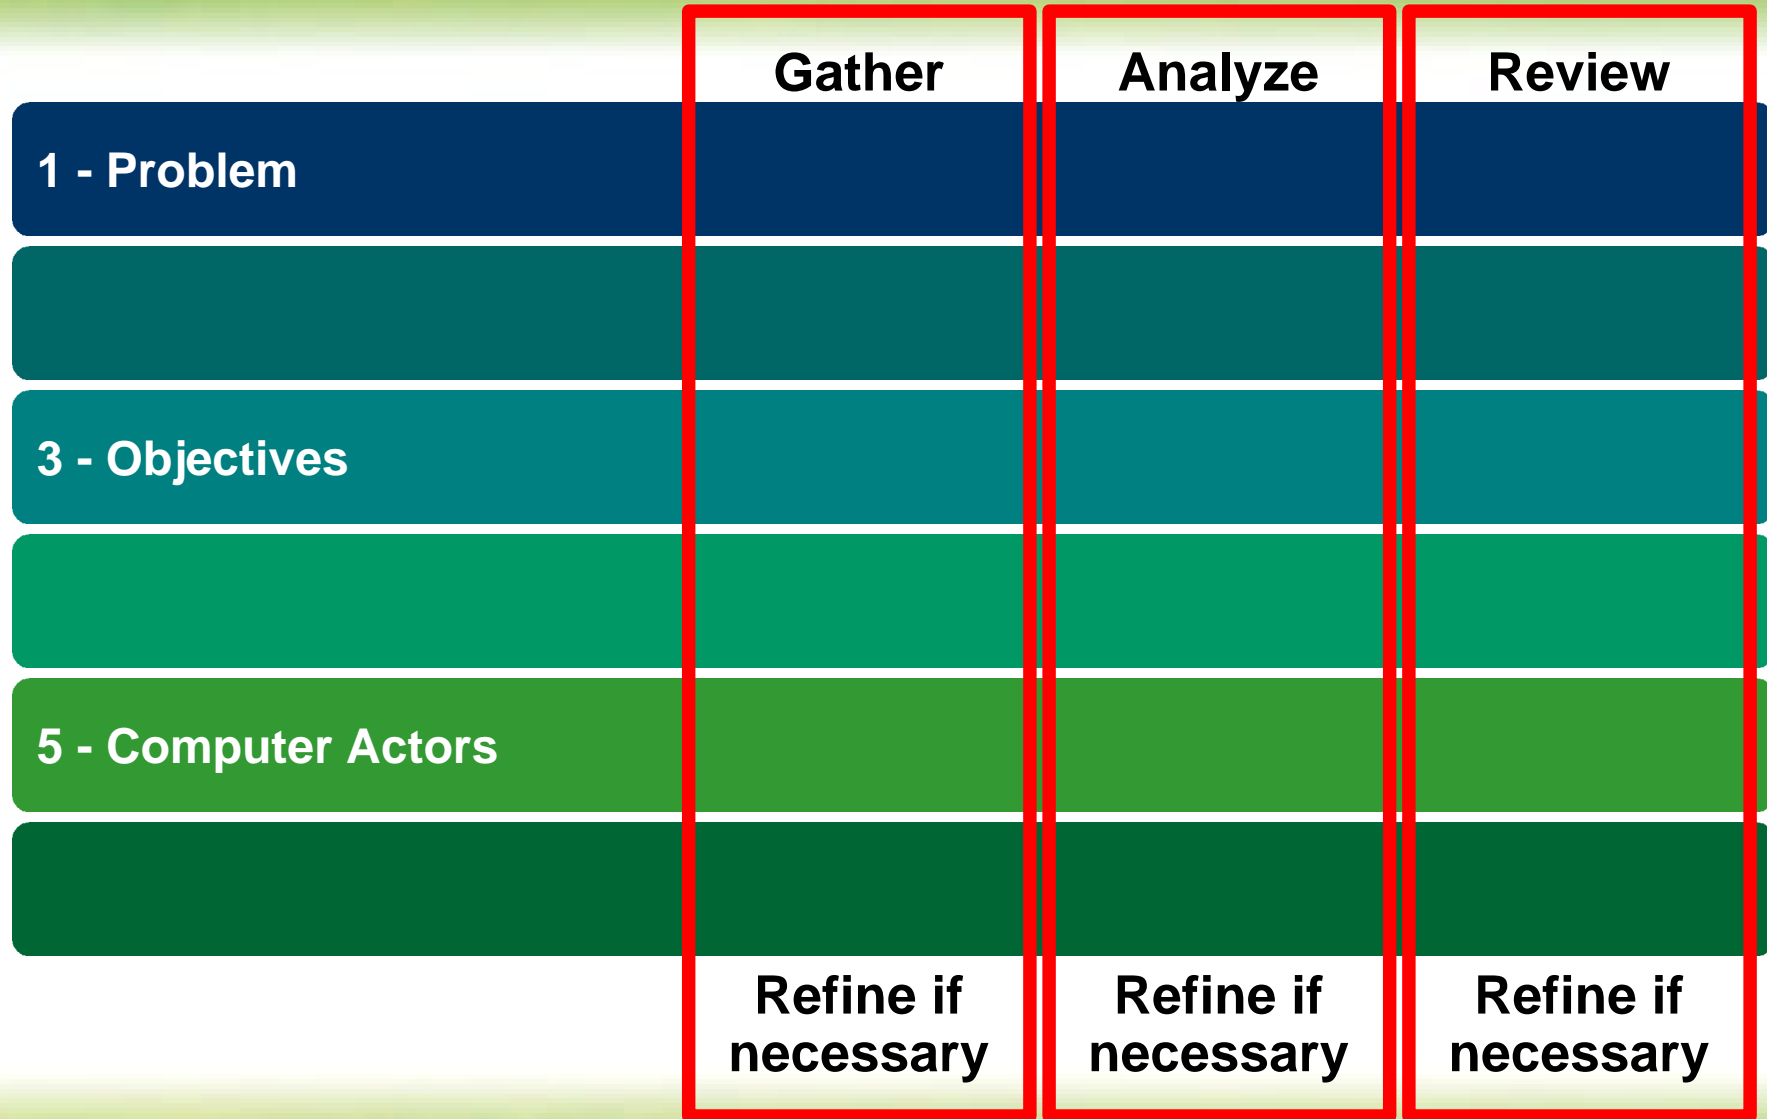 Gather Analyze Review
1 - Problem
3 - Objectives
5 - Computer Actors
Refine if Refine if Refine if
necessary necessary necessary